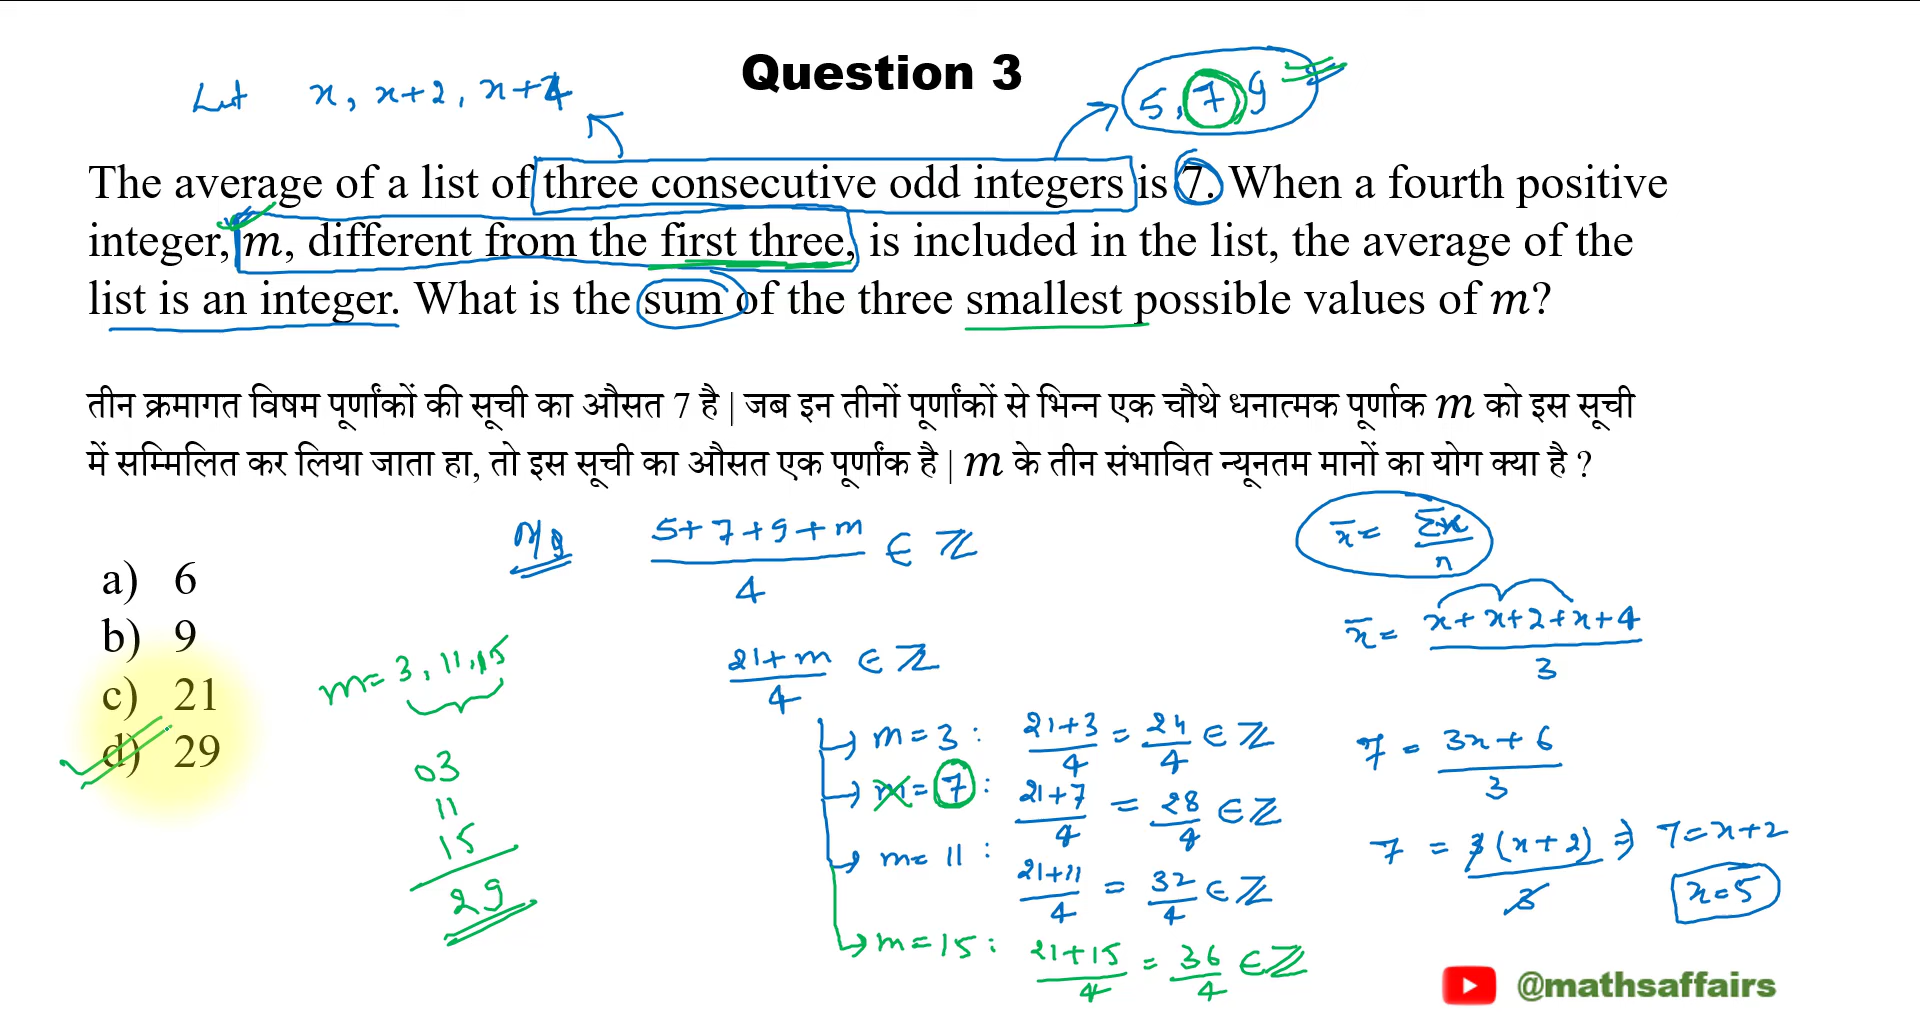 Question 3
Let x, x+2, x+4
5, 7, 9
The average of a list of three consecutive odd integers is 7. When a fourth positive
integer, m, different from the first three, is included in the list, the average of the
list is an integer. What is the sum of the three smallest possible values of m?
तीन क्रमागत विषम पूर्णांकों की सूची का औसत 7 है | जब इन तीनों पूर्णांकों से भिन्न एक चौथे धनात्मक पूर्णाक m को इस सूची
में सम्मिलित कर लिया जाता हा, तो इस सूची का औसत एक पूर्णांक है | m के तीन संभावित न्यूनतम मानों का योग क्या है ?
a) 6
b) 9
c) 21
d) 29
m = 3, 11, 15
03
11
15
29
(5+7+9+m)/4 ∈ ℤ
(21+m)/4 ∈ ℤ
m = 3 : (21+3)/4 = 24/4 ∈ ℤ
m = 7 : (21+7)/4 = 28/4 ∈ ℤ
m = 11 : (21+11)/4 = 32/4 ∈ ℤ
m = 15 : (21+15)/4 = 36/4 ∈ ℤ
x̄ = Σx/n
x̄ = (x+x+2+x+4)/3
7 = (3x+6)/3
7 = 3(x+2)/3 ⇒ 7=x+2
x=5
@mathsaffairs